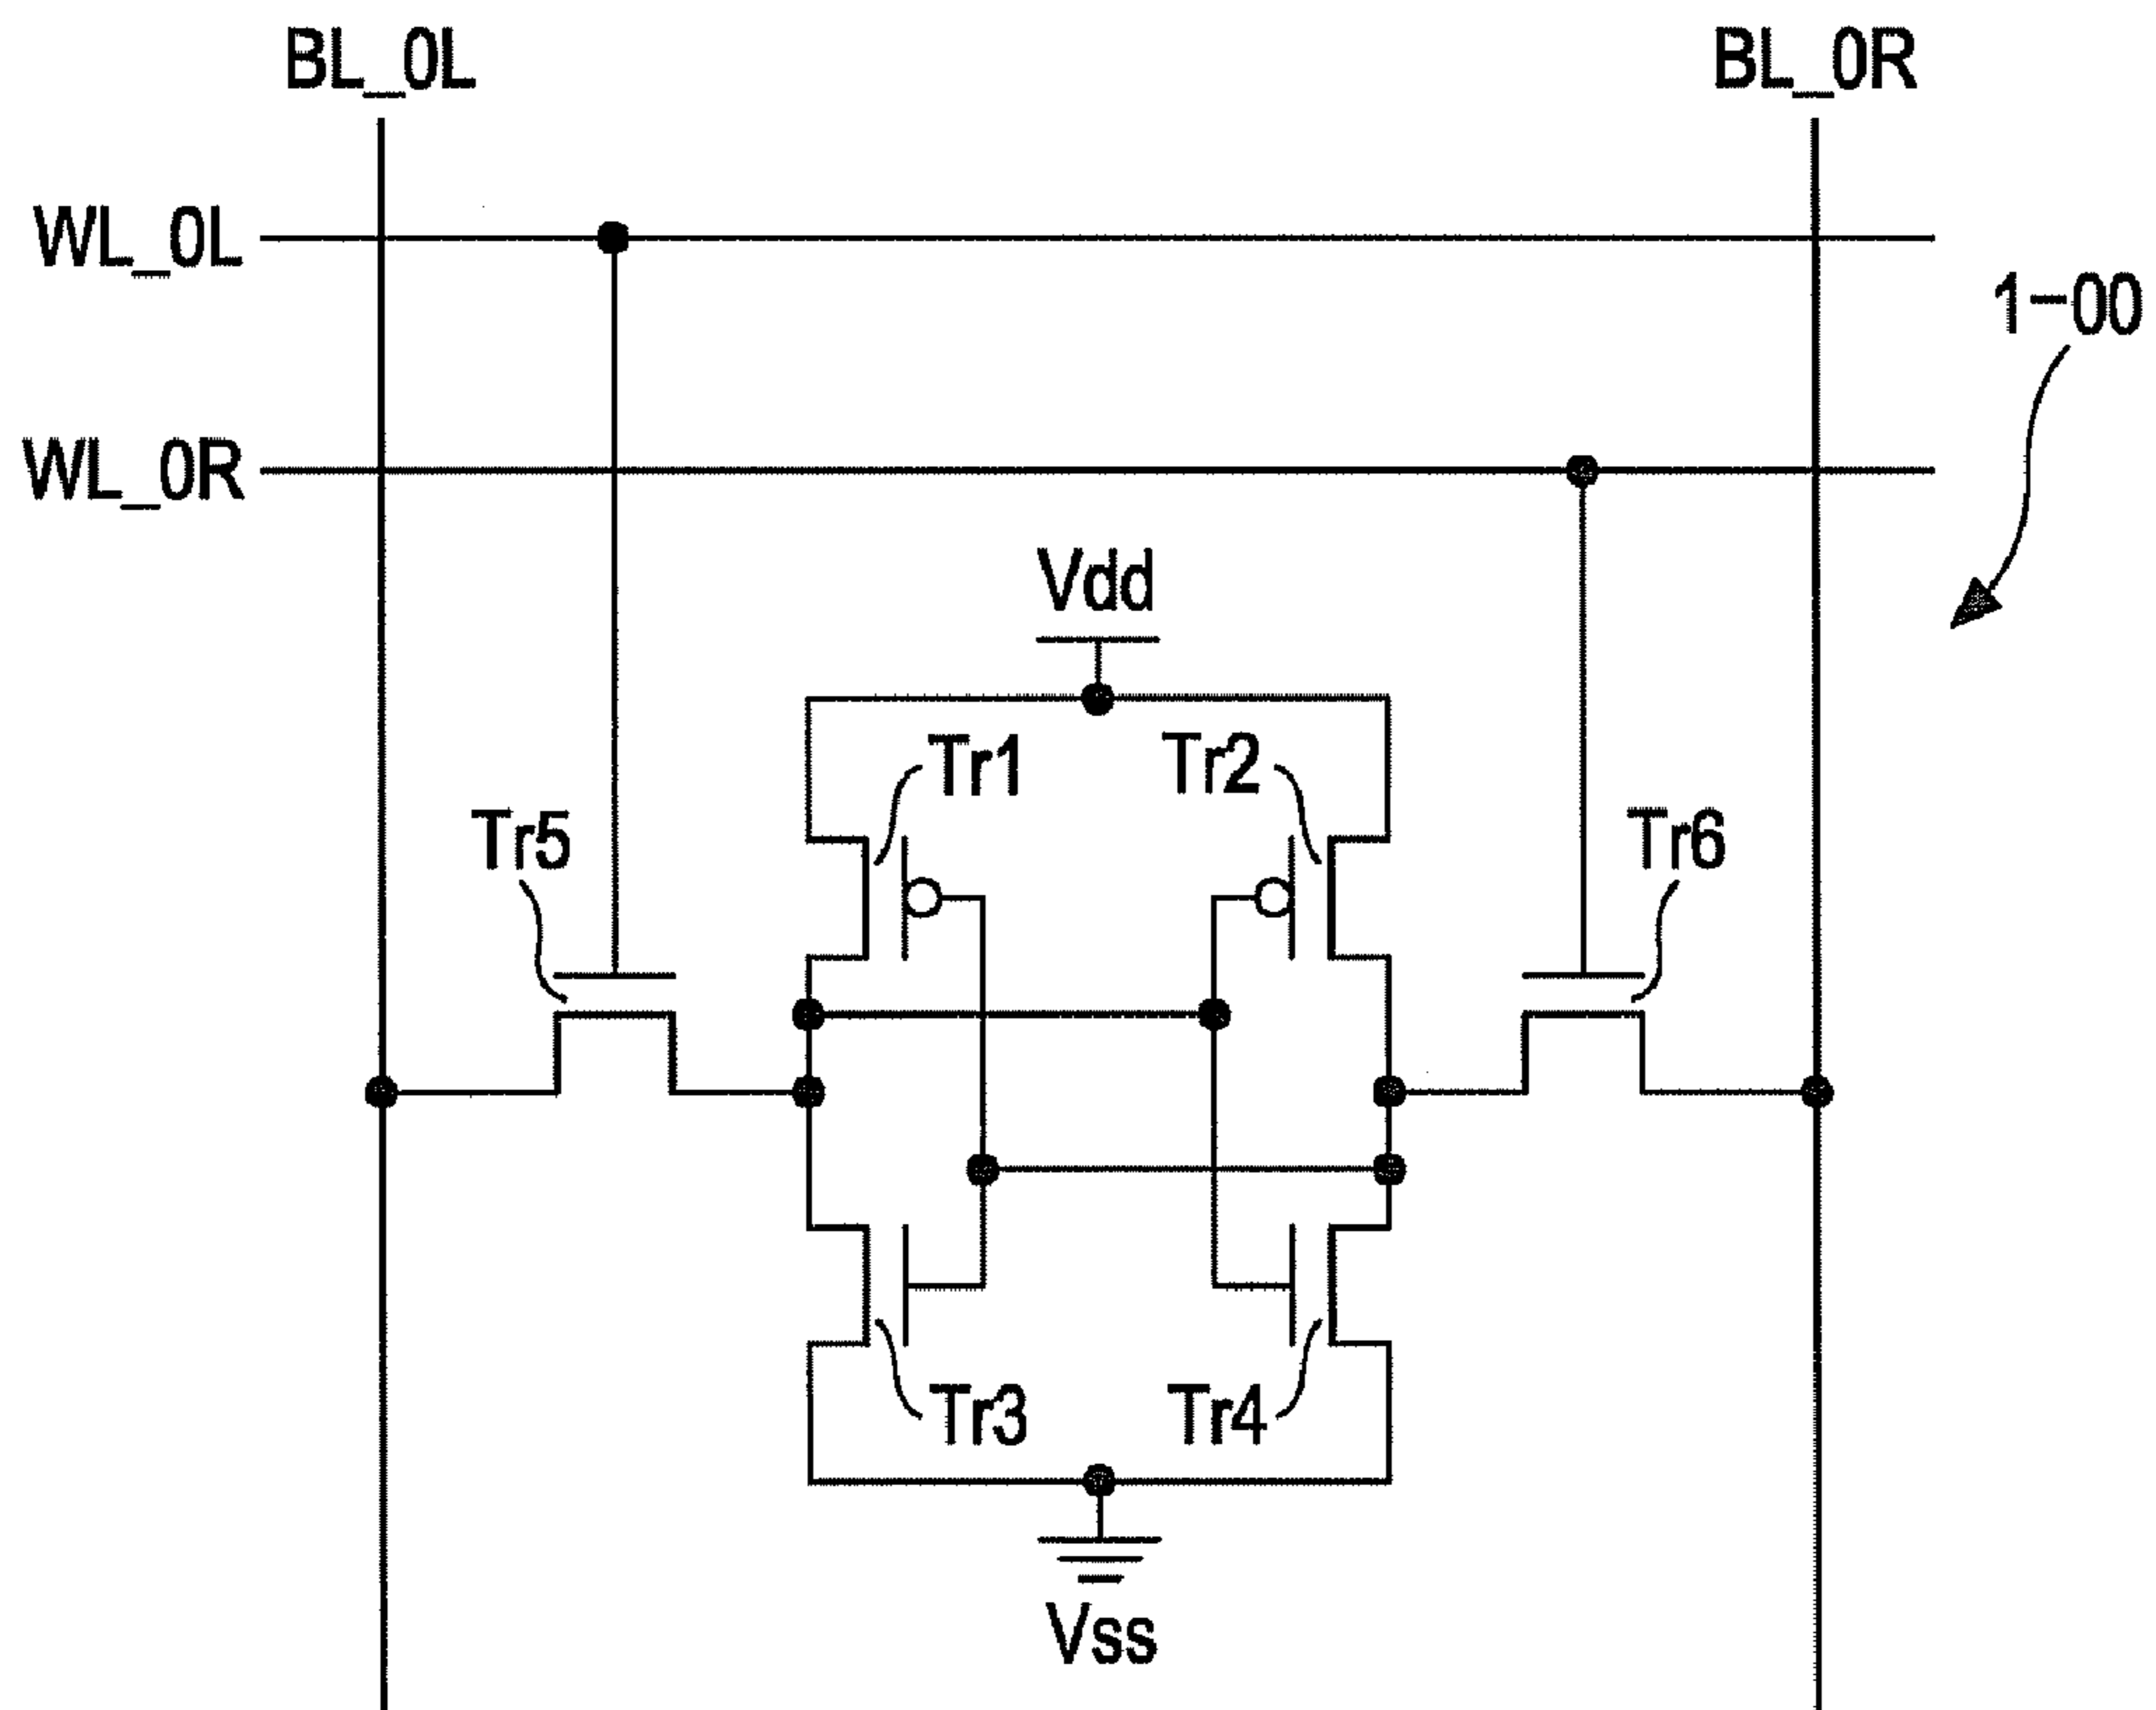 BL_0L
BL_0R
WL_0L
1-00
WL_0R
Vdd
Tr1
Tr2
Tr5
Tr6
Tr3
Tr4
Vss